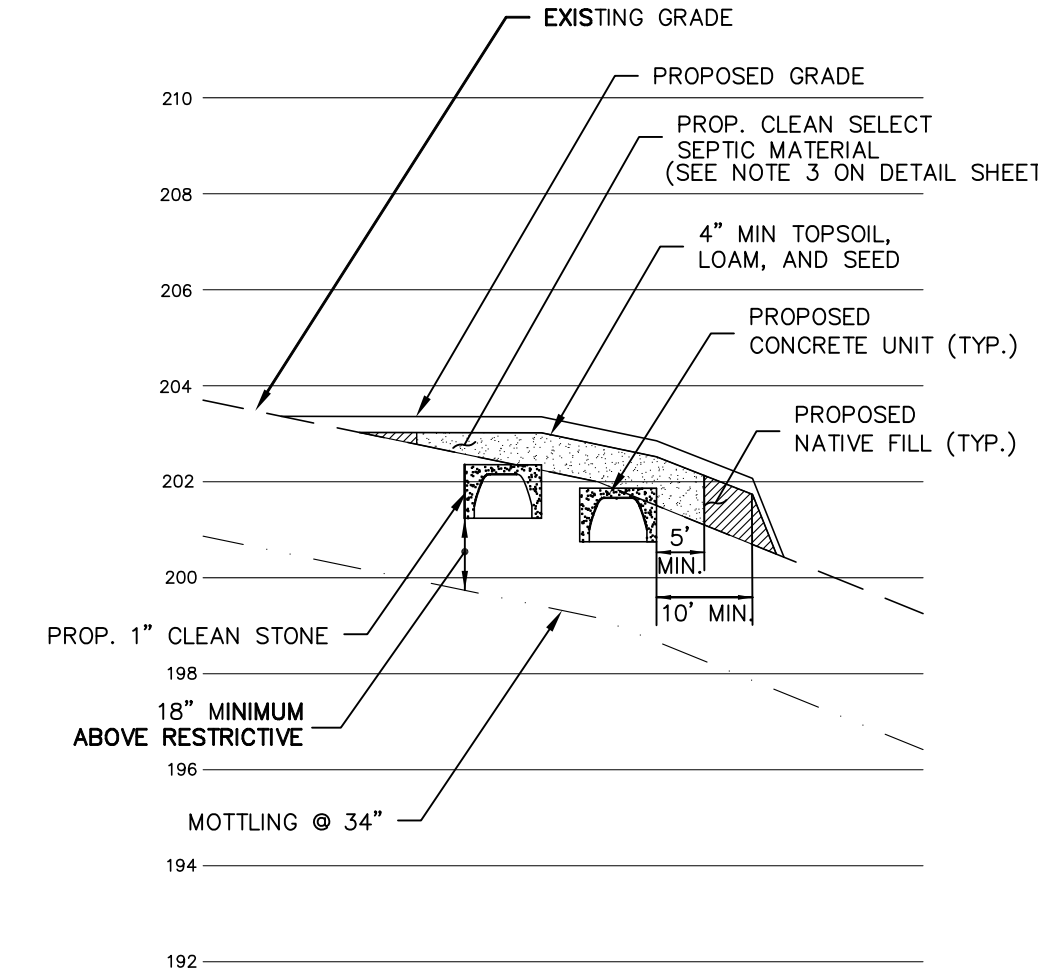 EXISTING GRADE
PROPOSED GRADE
210
PROP. CLEAN SELECT
SEPTIC MATERIAL
(SEE NOTE 3 ON DETAIL SHEET
208
4” MIN TOPSOIL,
LOAM, AND SEED
206
PROPOSED
CONCRETE UNIT (TYP.)
204
PROPOSED
NATIVE FILL (TYP.)
202
5'
MIN.
200
10' MIN.
PROP. 1” CLEAN STONE
198
18” MINIMUM
ABOVE RESTRICTIVE
196
MOTTLING @ 34”
194
192